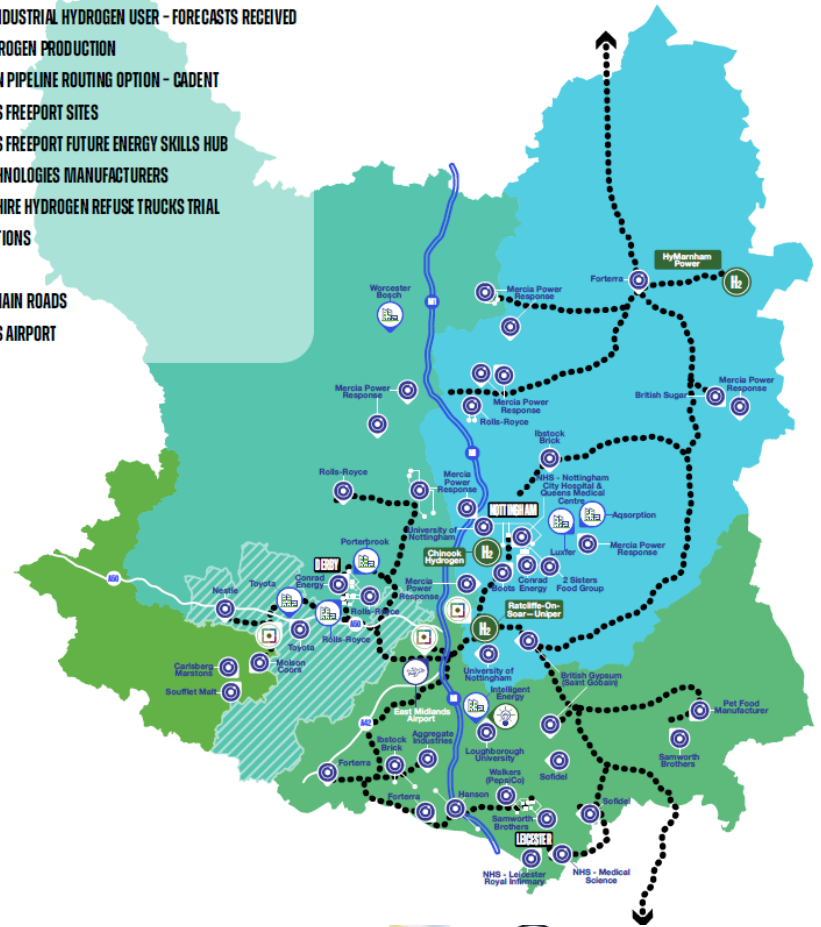 NDUSTRIAL HYDROGEN USER – FORECASTS RECEIVED
ROGEN PRODUCTION
N PIPELINE ROUTING OPTION – CADENT
S FREEPORT SITES
S FREEPORT FUTURE ENERGY SKILLS HUB
HNOLOGIES MANUFACTURERS
HIRE HYDROGEN REFUSE TRUCKS TRIAL
TIONS
AIN ROADS
S AIRPORT
HyMarnham
Power
H2
Forterra
Worcester
Bosch
Mercia Power
Response
Mercia Power
Response
Mercia Power
Response
Rolls-Royce
British Sugar
Mercia Power
Response
Ibstock
Brick
Rolls-Royce
Mercia
Power
Response
NHS - Nottingham
City Hospital &
Queens Medical
Centre
NOTTINGHAM
Aqsorption
University of
Nottingham
Luxfer
Mercia Power
Response
Chinook
Hydrogen
H2
Porterbrook
DERBY
Conrad
Energy
Mercia
Power
Response
Boots
Conrad
Energy
2 Sisters
Food Group
Nestle
Toyota
A50
Rolls-Royce
Ratcliffe-On-
Soar–Uniper
H2
A50
Rolls-Royce
Toyota
Carlsberg
Marstons
Molson
Coors
Soufflet Malt
University of
Nottingham
British Gypsum
(Saint Gobain)
Intelligent
Energy
East Midlands
Airport
Pet Food
Manufacturer
A42
Loughborough
University
Samworth
Brothers
Ibstock
Brick
Aggregate
Industries
Forterra
Sofidel
Walkers
(PepsiCo)
Forterra
Hanson
Samworth
Brothers
Sofidel
LEICESTER
NHS - Leicester
Royal Infirmary
NHS - Medical
Science